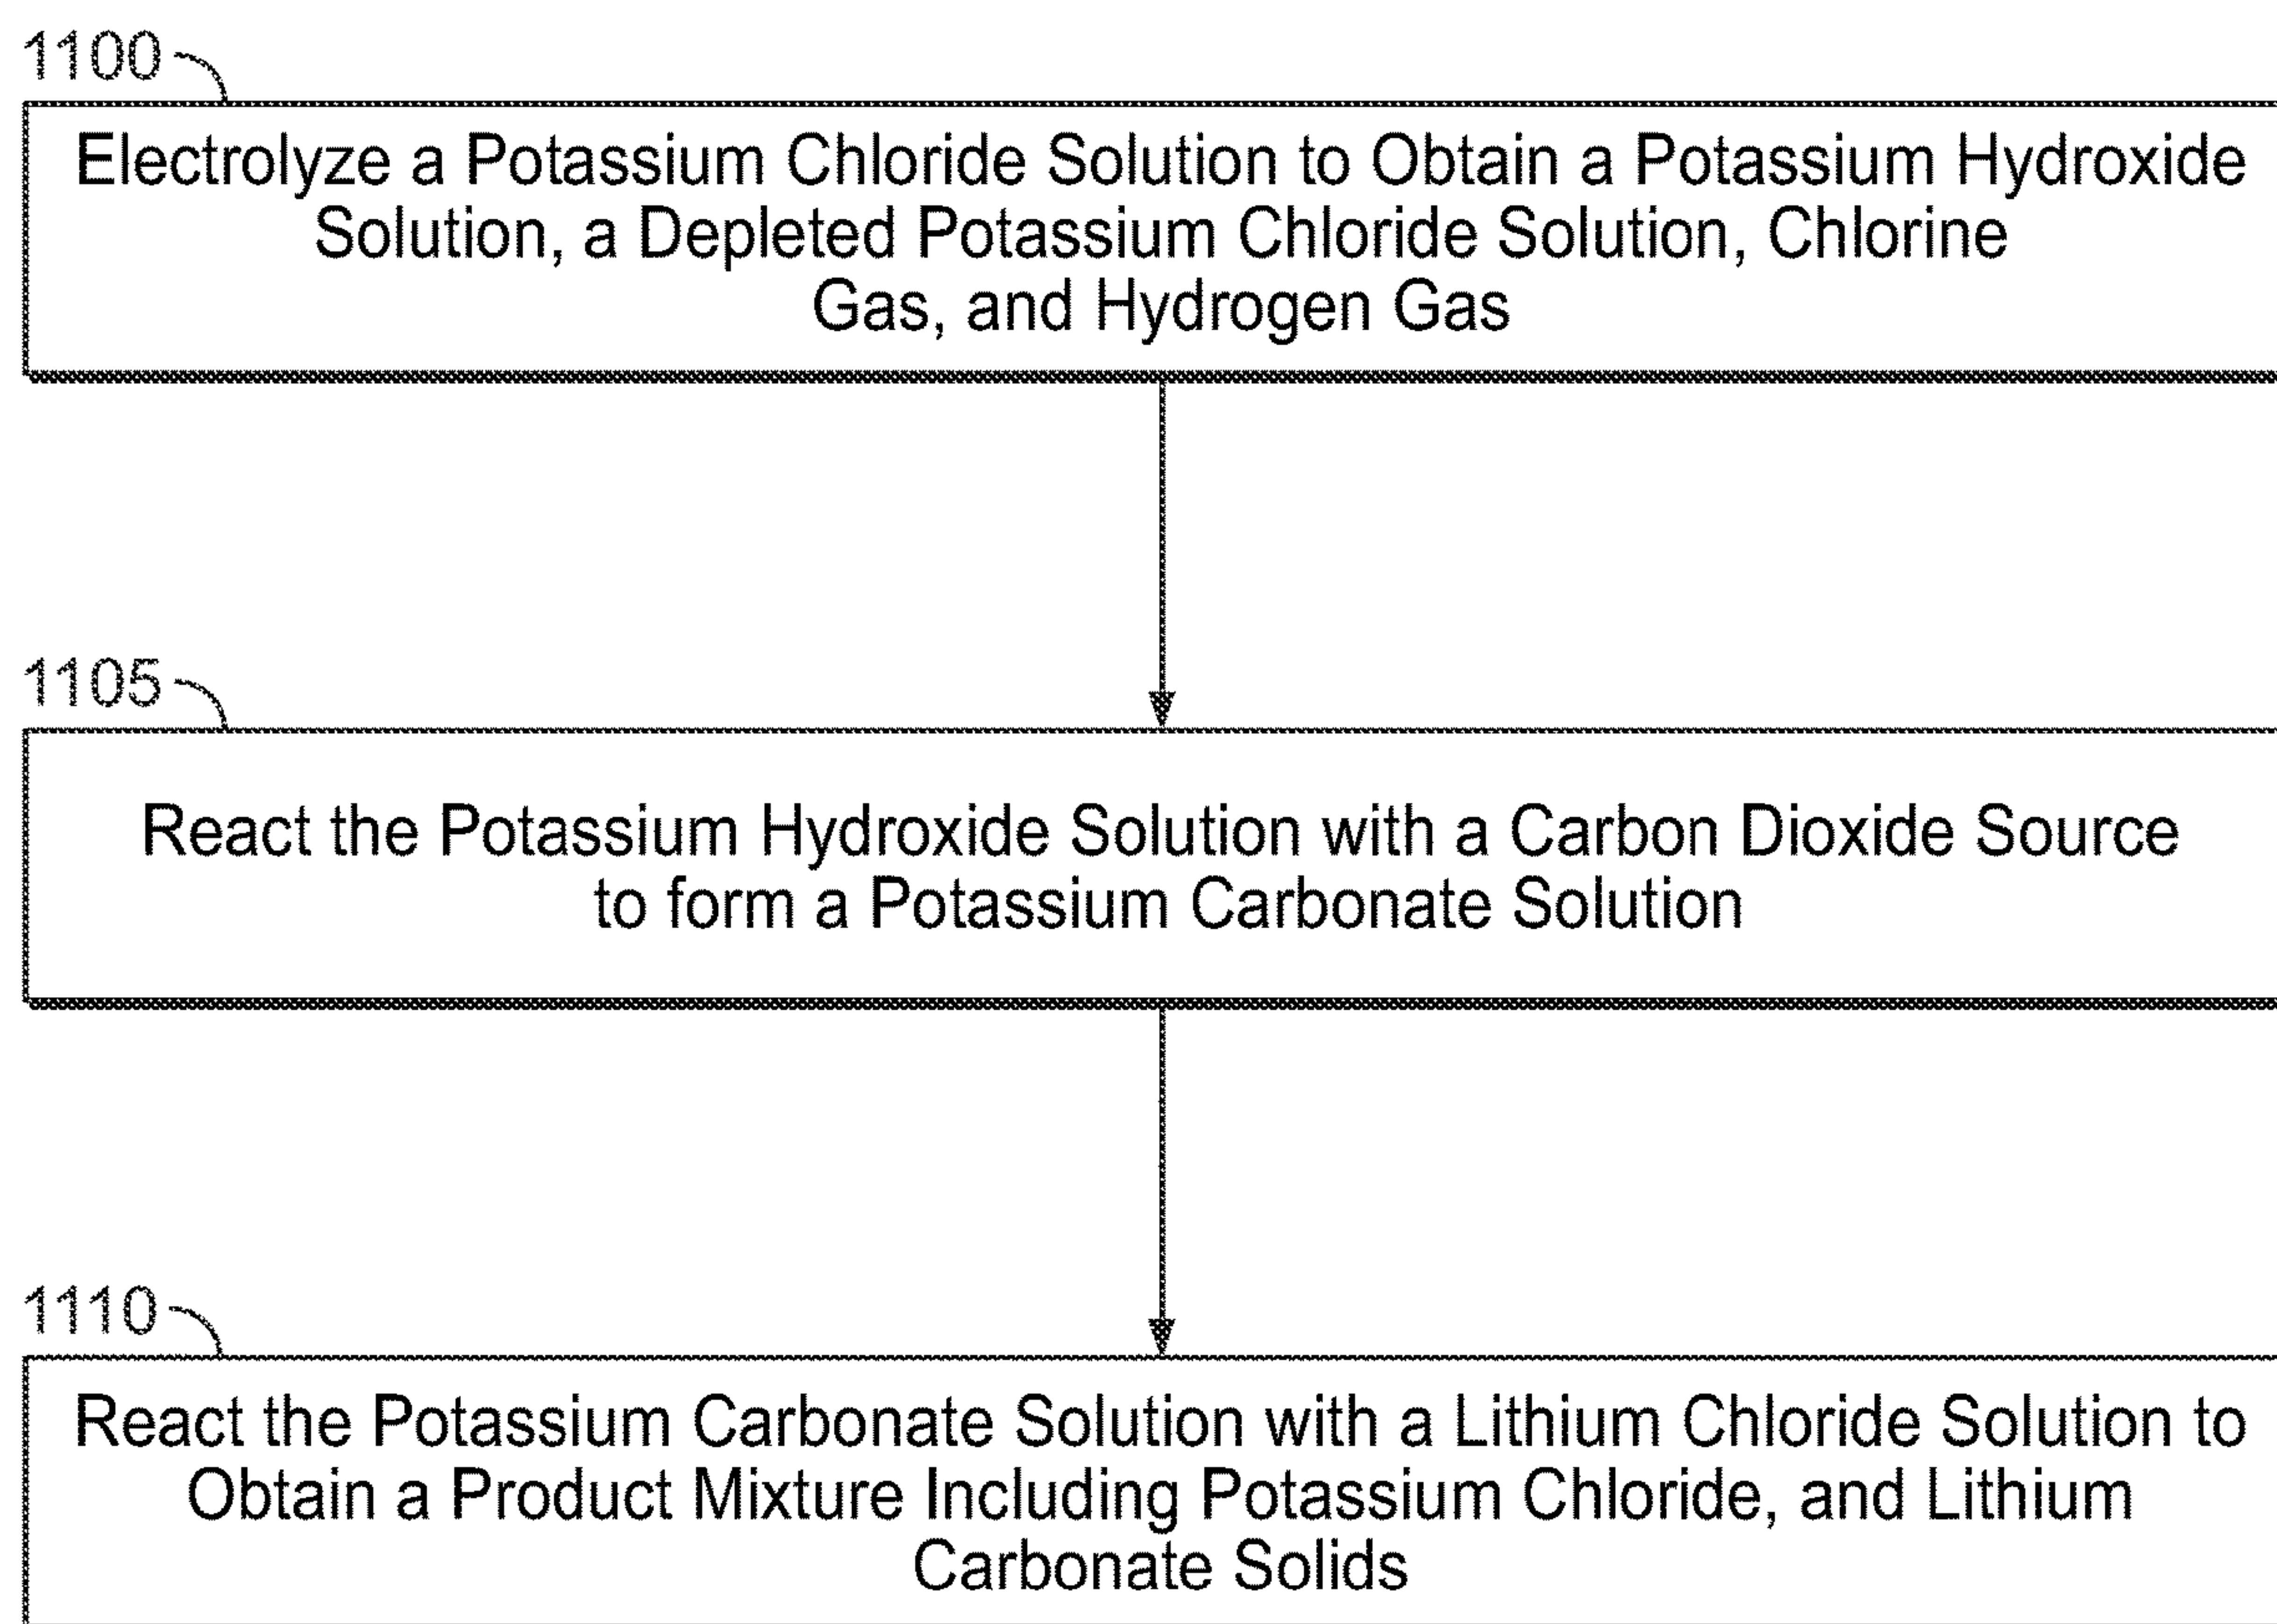 1100
Electrolyze a Potassium Chloride Solution to Obtain a Potassium Hydroxide
Solution, a Depleted Potassium Chloride Solution, Chlorine
Gas, and Hydrogen Gas
1105
React the Potassium Hydroxide Solution with a Carbon Dioxide Source
to form a Potassium Carbonate Solution
1110
React the Potassium Carbonate Solution with a Lithium Chloride Solution to
Obtain a Product Mixture Including Potassium Chloride, and Lithium
Carbonate Solids